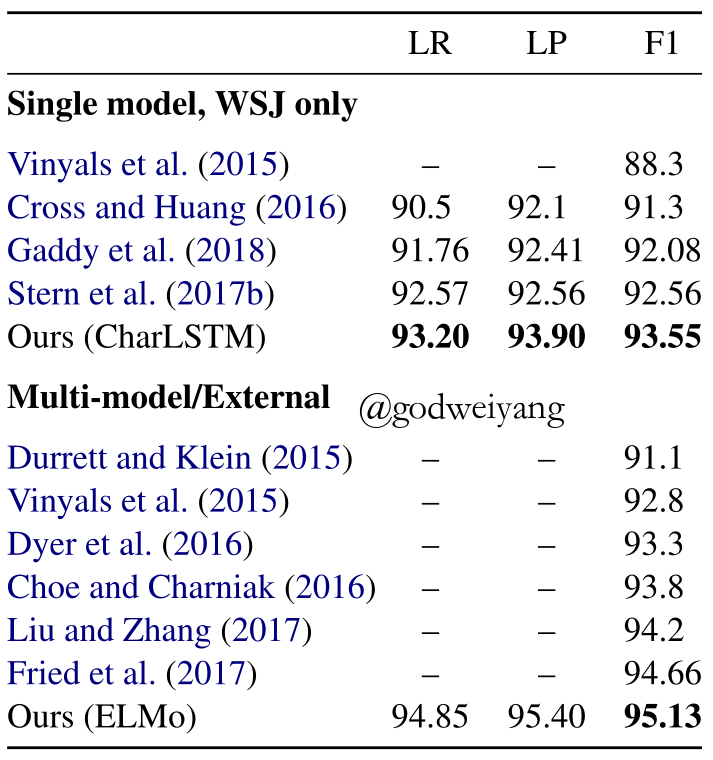 LR LP F1
Single model, WSJ only
Vinyals et al. (2015) – – 88.3
Cross and Huang (2016) 90.5 92.1 91.3
Gaddy et al. (2018) 91.76 92.41 92.08
Stern et al. (2017b) 92.57 92.56 92.56
Ours (CharLSTM) 93.20 93.90 93.55
Multi-model/External @godweiyang
Durrett and Klein (2015) – – 91.1
Vinyals et al. (2015) – – 92.8
Dyer et al. (2016) – – 93.3
Choe and Charniak (2016) – – 93.8
Liu and Zhang (2017) – – 94.2
Fried et al. (2017) – – 94.66
Ours (ELMo) 94.85 95.40 95.13